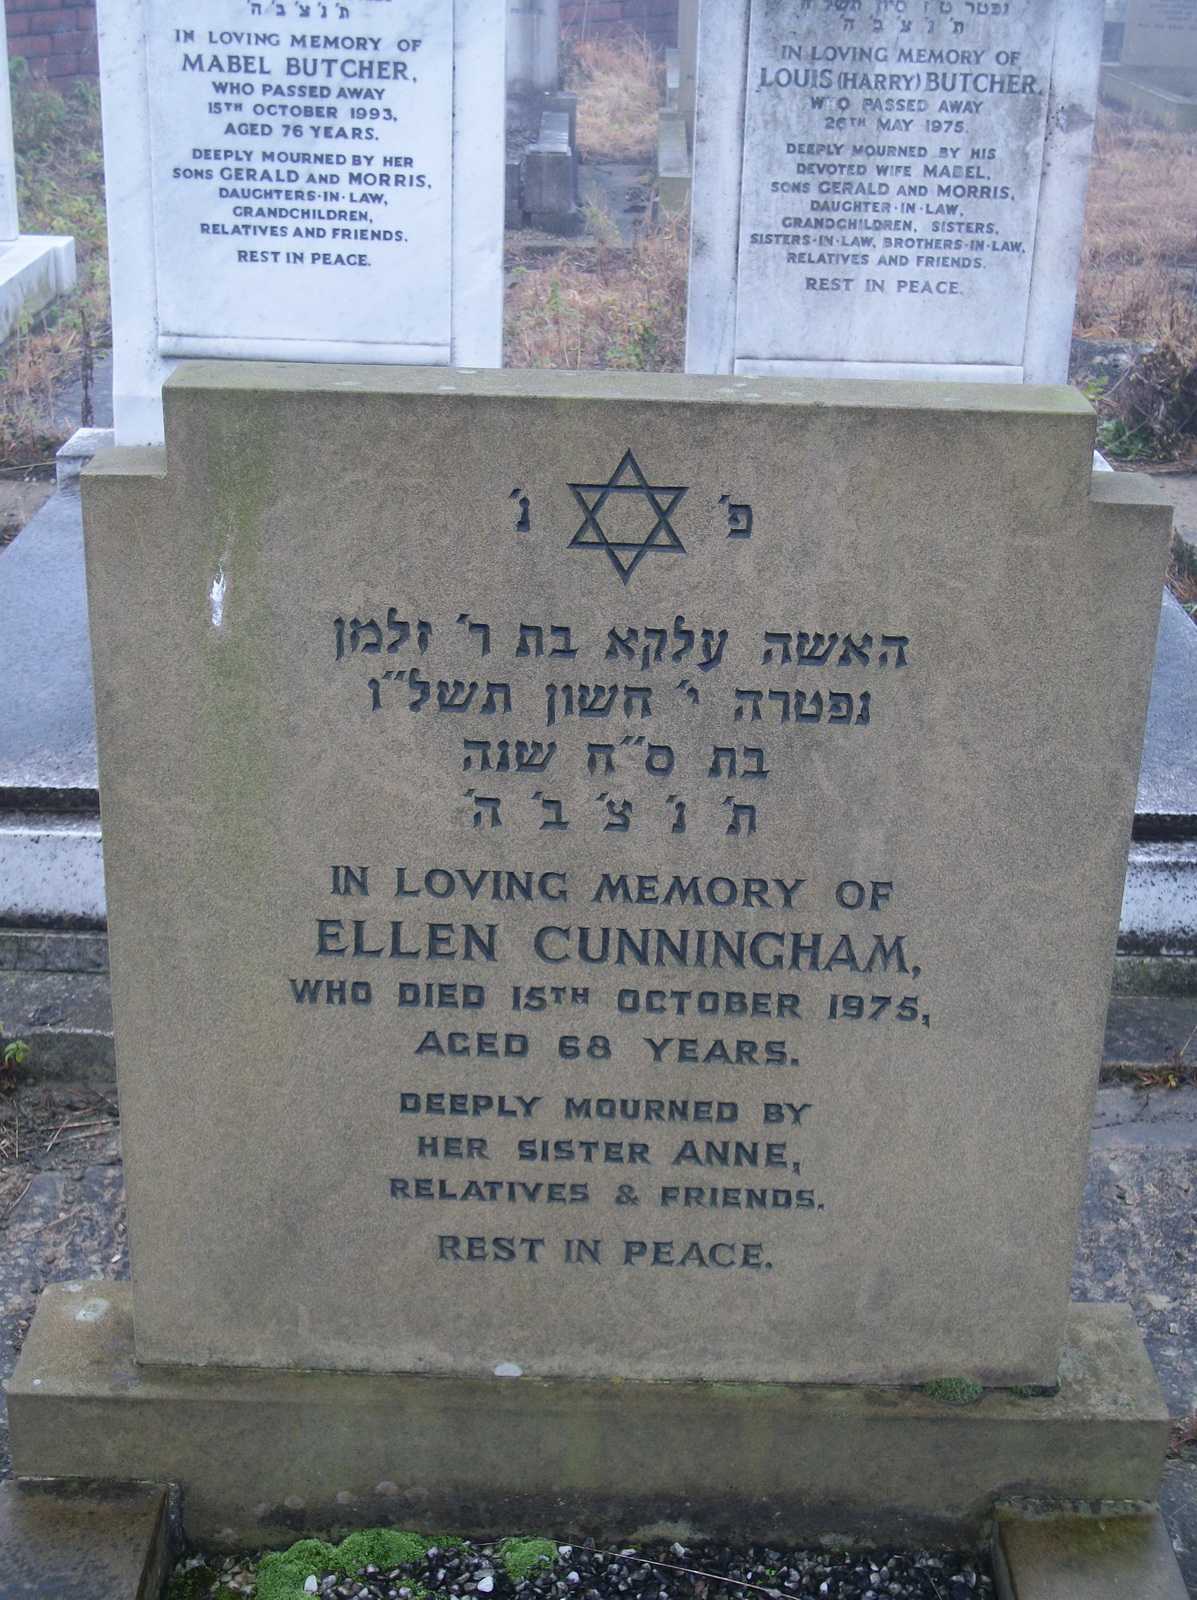 ת׳ נ׳ צ׳ ב׳ ה׳
IN LOVING MEMORY OF
MABEL BUTCHER,
WHO PASSED AWAY
15TH OCTOBER 1993,
AGED 76 YEARS.
DEEPLY MOURNED BY HER
SONS GERALD AND MORRIS,
DAUGHTERS·IN·LAW,
GRANDCHILDREN,
RELATIVES AND FRIENDS.
REST IN PEACE.
ת׳ נ׳ צ׳ ב׳ ה׳
IN LOVING MEMORY OF
LOUIS (HARRY) BUTCHER,
WHO PASSED AWAY
26TH MAY 1975.
DEEPLY MOURNED BY HIS
DEVOTED WIFE MABEL,
SONS GERALD AND MORRIS,
DAUGHTER·IN·LAW,
GRANDCHILDREN, SISTERS,
SISTERS·IN·LAW, BROTHERS·IN·LAW,
RELATIVES AND FRIENDS.
REST IN PEACE.
פ׳ נ׳
האשה עלקא בת ר׳ זלמן
נפטרה י׳ חשון תשל״ו
בת ס״ח שנה
ת׳ נ׳ צ׳ ב׳ ה׳
IN LOVING MEMORY OF
ELLEN CUNNINGHAM,
WHO DIED 15TH OCTOBER 1975,
AGED 68 YEARS.
DEEPLY MOURNED BY
HER SISTER ANNE,
RELATIVES & FRIENDS.
REST IN PEACE.